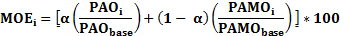 MOEᵢ = [α(PAOᵢ/PAO_base) + (1 − α)(PAMOᵢ/PAMO_base)] * 100